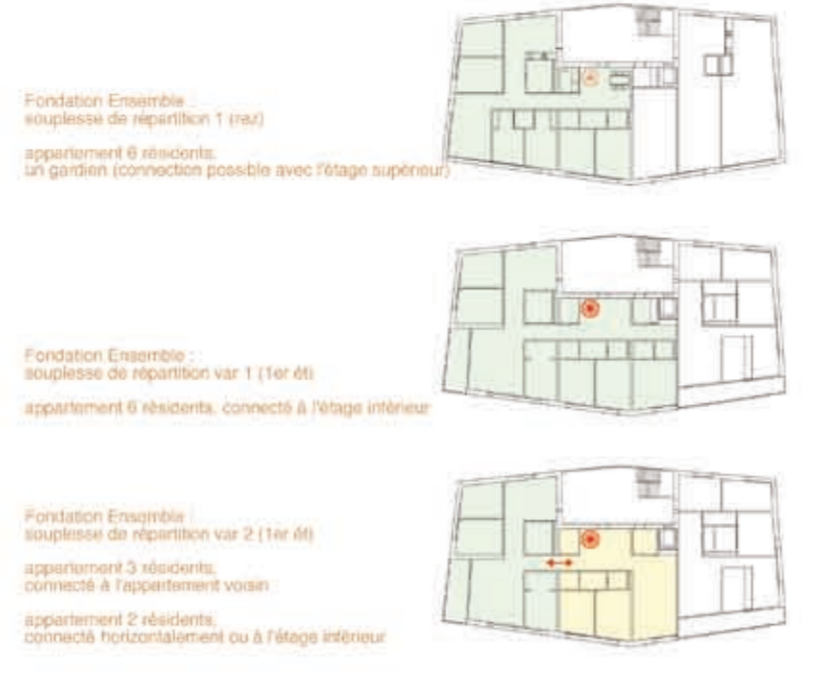 Fondation Ensemble :
souplesse de répartition 1 (rez)
appartement 6 résidents,
un gardien (connection possible avec l'étage supérieur)
Fondation Ensemble :
souplesse de répartition var 1 (1er ét)
appartement 6 résidents, connecté à l'étage inférieur
Fondation Ensemble :
souplesse de répartition var 2 (1er ét)
appartement 3 résidents,
connecté à l'appartement voisin
appartement 2 résidents,
connecté horizontalement ou à l'étage inférieur